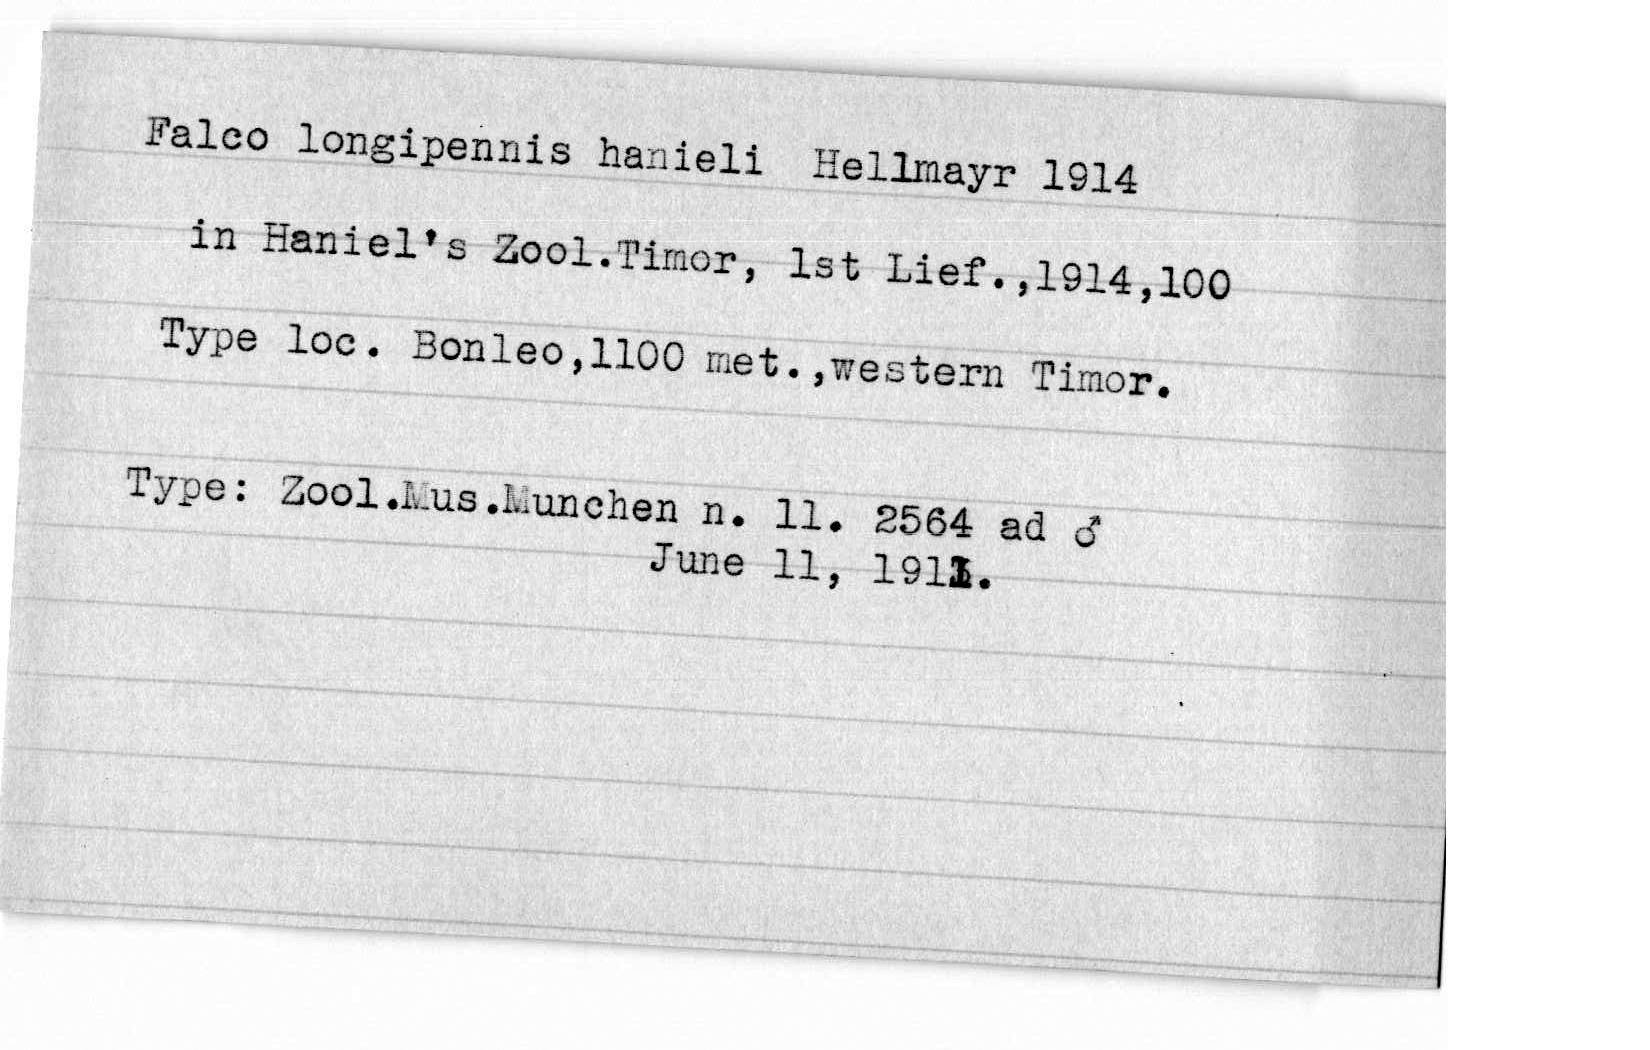 Falco longipennis hanieli Hellmayr 1914
in Haniel's Zool.Timor, 1st Lief.,1914,100
Type loc. Bonleo,1100 met.,western Timor.
Type: Zool.Mus.Munchen n. 11. 2564 ad ♂
June 11, 1911.